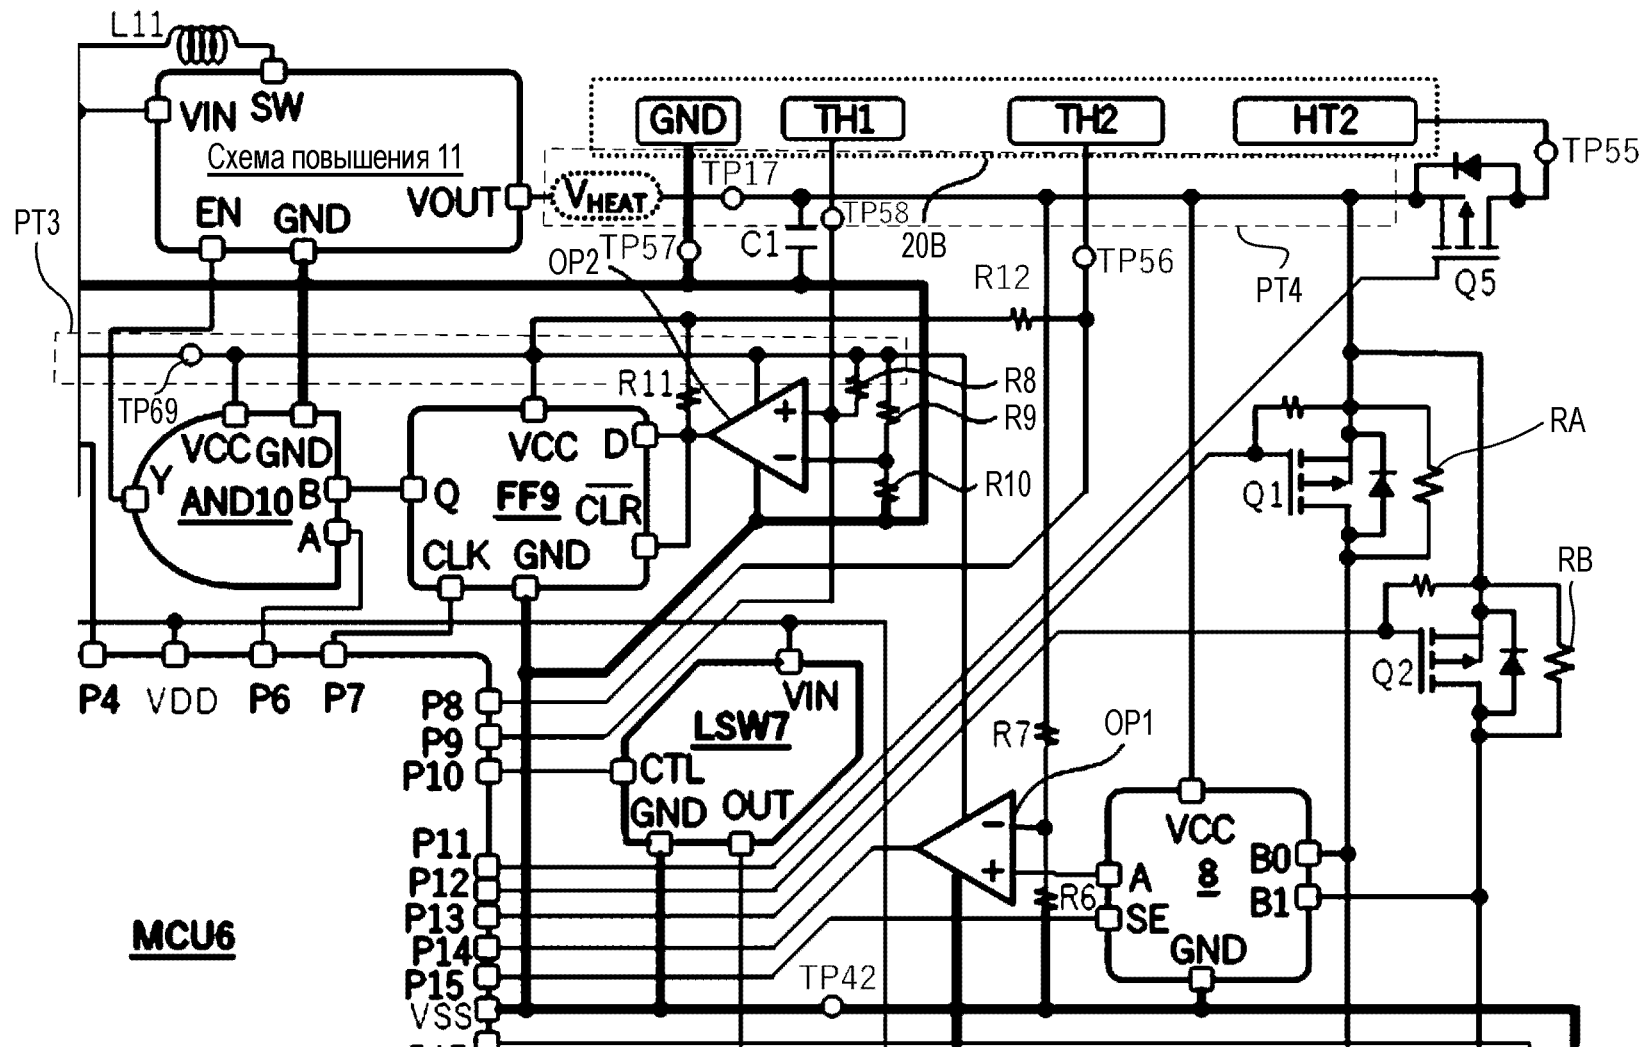 L11
VIN SW
Схема повышения 11
EN GND VOUT
GND TH1 TH2 HT2
TP55
VHEAT
TP17
TP58
20B
PT4
Q5
PT3
TP57
OP2
C1
R12
TP56
TP69
R11
R8
R9
R10
VCC GND
Y
AND10
B
A
VCC D
Q FF9
CLR
CLK GND
RA
Q1
RB
Q2
P4 VDD P6 P7
P8
P9
P10
P11
P12
P13
P14
P15
VSS
MCU6
VIN
LSW7
CTL
GND OUT
R7
OP1
R6
VCC
8
A
SE
B0
B1
GND
TP42